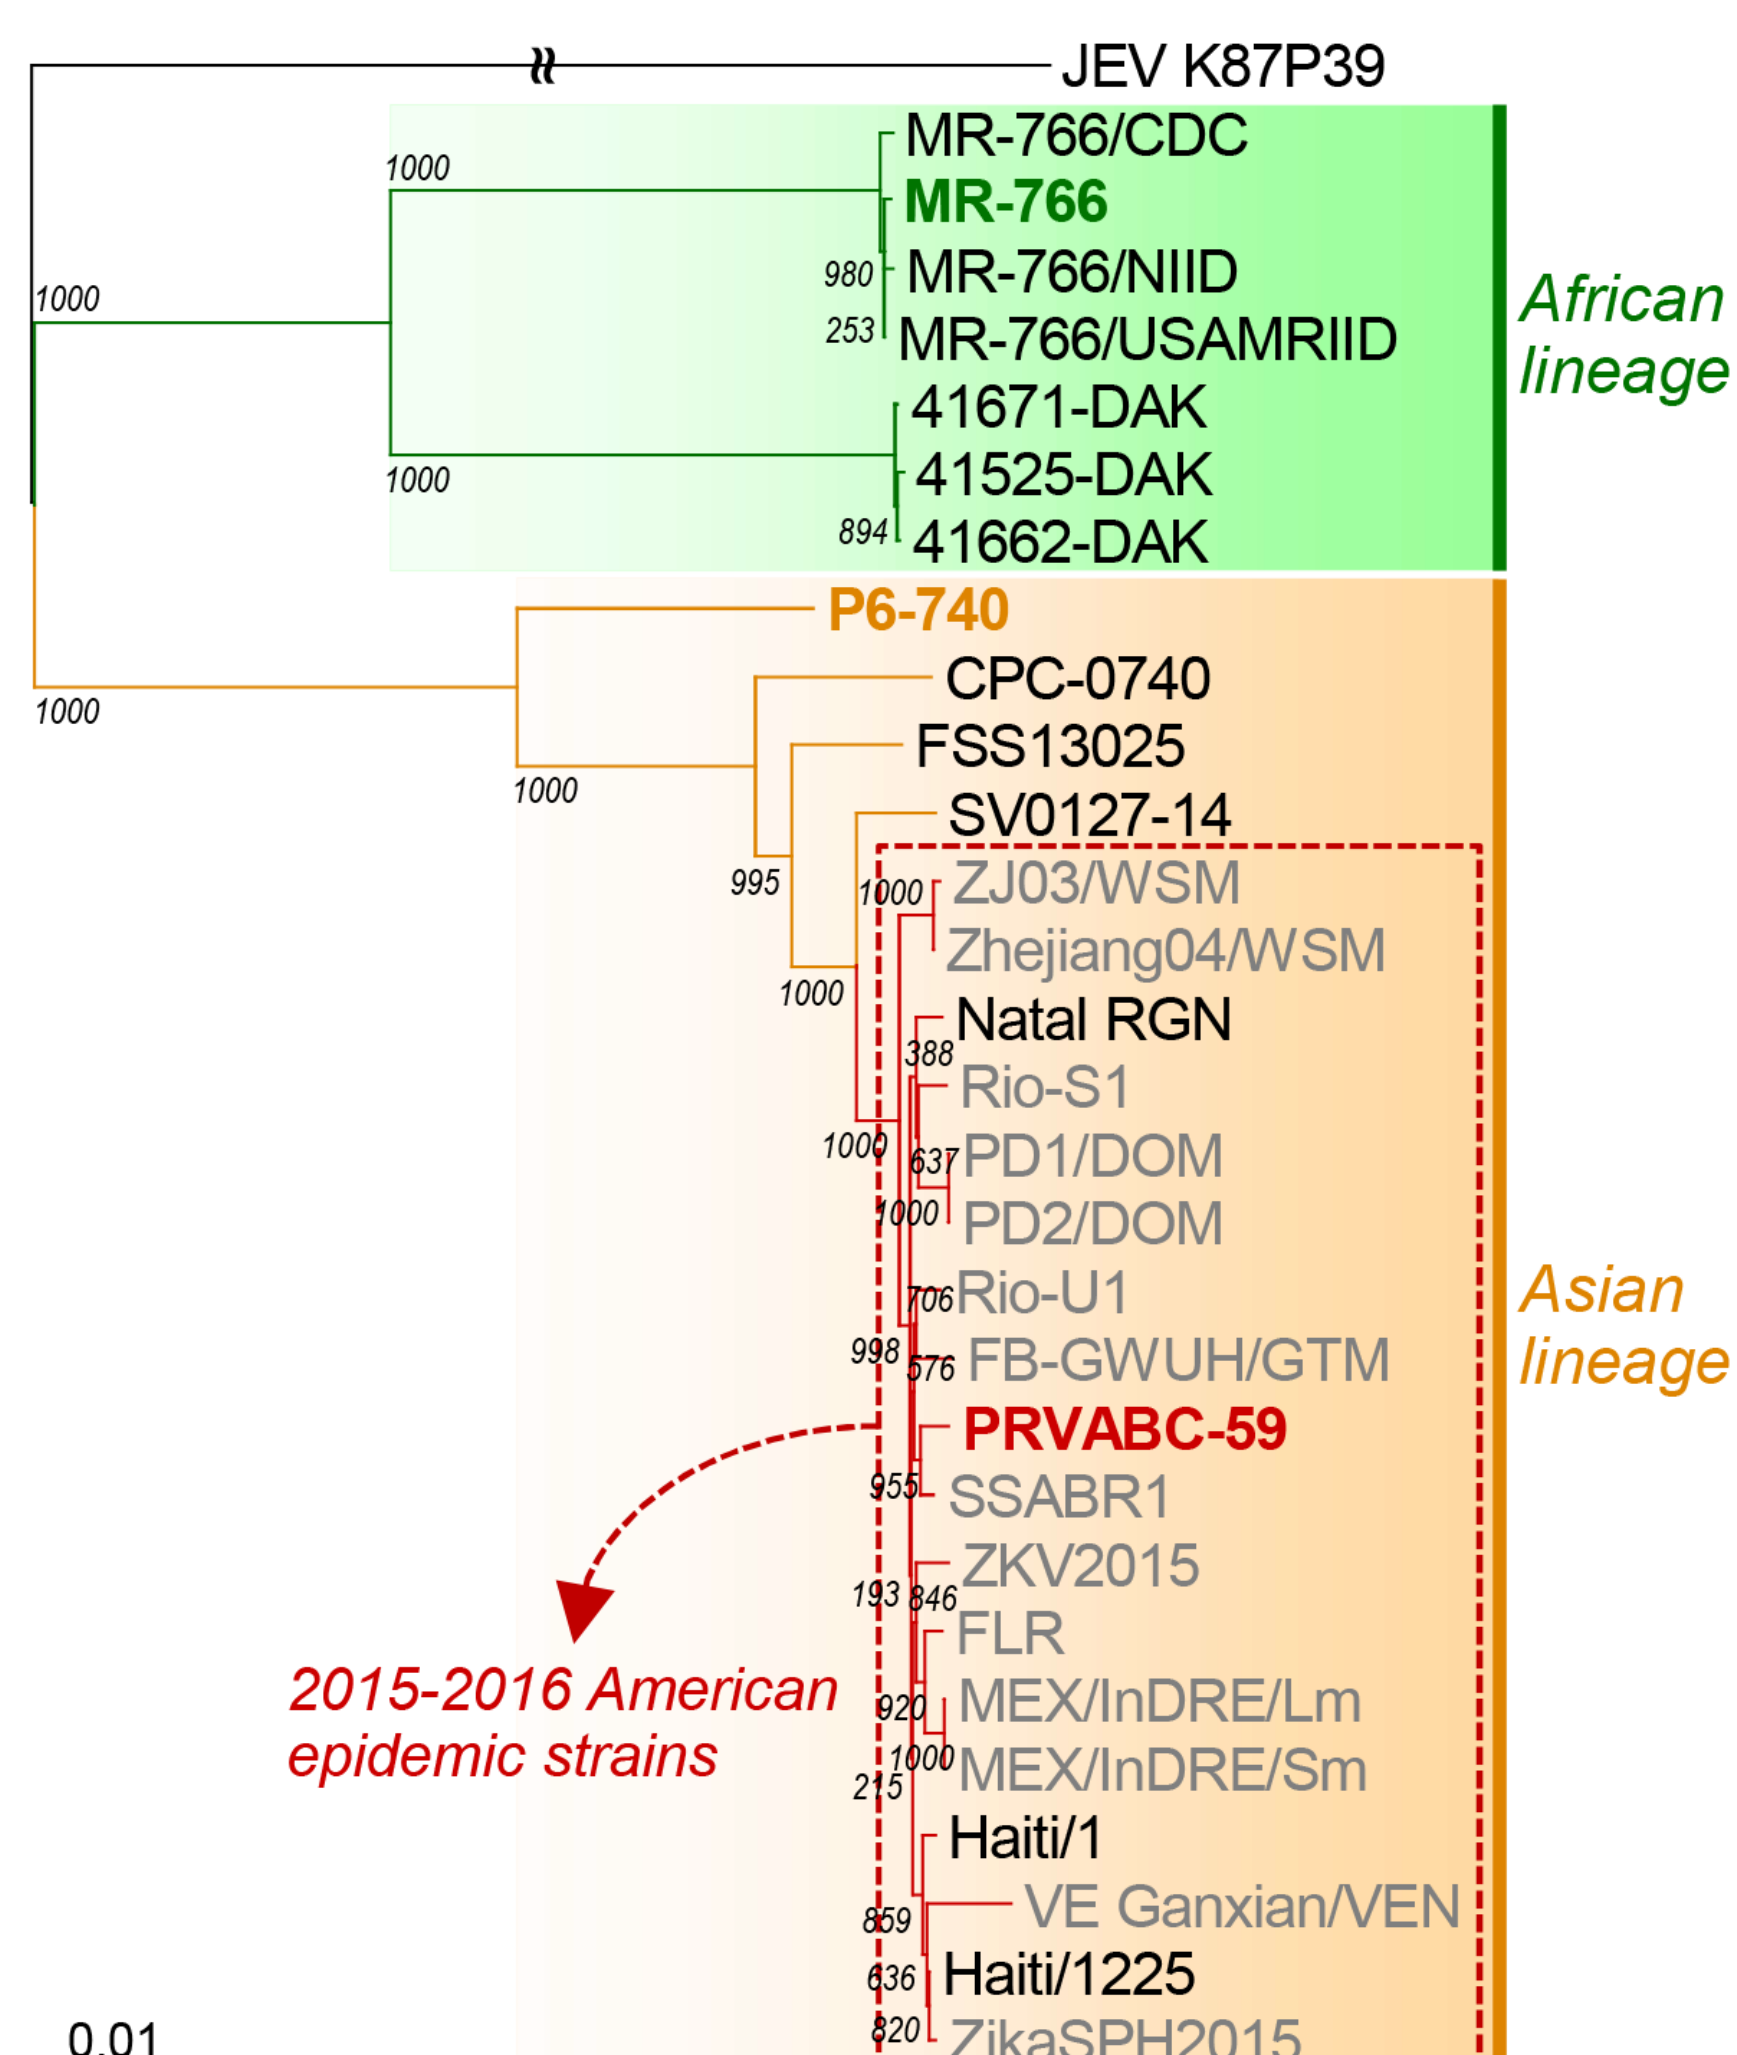 JEV K87P39
MR-766/CDC
1000
MR-766
980
MR-766/NIID
1000
253
MR-766/USAMRIID
African
lineage
41671-DAK
1000
41525-DAK
894
41662-DAK
P6-740
CPC-0740
1000
FSS13025
1000
SV0127-14
995
1000
ZJ03/WSM
Zhejiang04/WSM
1000
Natal RGN
388
Rio-S1
1000
637
PD1/DOM
1000
PD2/DOM
706
Rio-U1
Asian
lineage
998
576
FB-GWUH/GTM
PRVABC-59
955
SSABR1
ZKV2015
193
846
FLR
2015-2016 American
epidemic strains
920
MEX/InDRE/Lm
1000
MEX/InDRE/Sm
215
Haiti/1
859
VE Ganxian/VEN
636
Haiti/1225
820
ZikaSPH2015
0.01